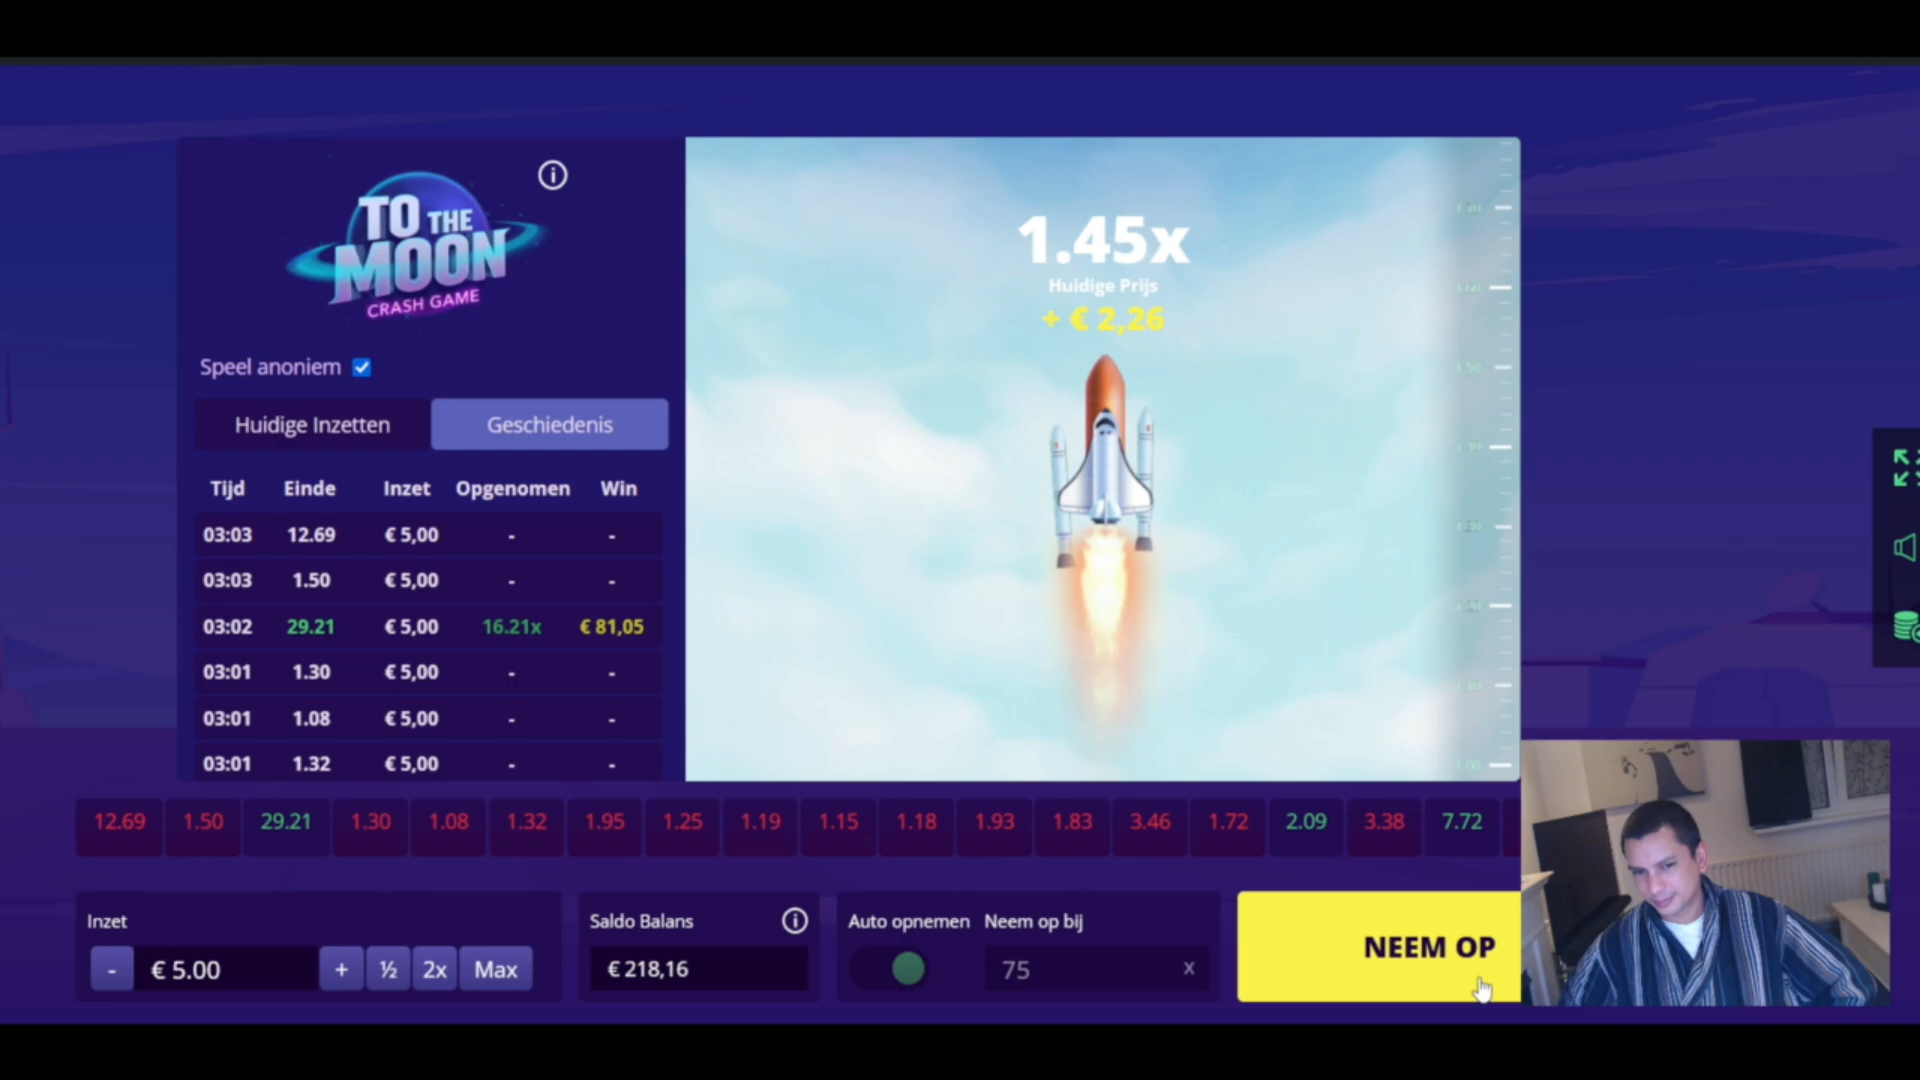 TO THE
MOON
CRASH GAME
Speel anoniem
Huidige Inzetten Geschiedenis
Tijd Einde Inzet Opgenomen Win
03:03 12.69 € 5,00 - -
03:03 1.50 € 5,00 - -
03:02 29.21 € 5,00 16.21x € 81,05
03:01 1.30 € 5,00 - -
03:01 1.08 € 5,00 - -
03:01 1.32 € 5,00 - -
1.45x
Huidige Prijs
+ € 2,26
1.50
1.00
12.69 1.50 29.21 1.30 1.08 1.32 1.95 1.25 1.19 1.15 1.18 1.93 1.83 3.46 1.72 2.09 3.38 7.72
Inzet
- € 5.00 + ½ 2x Max
Saldo Balans
€ 218,16
Auto opnemen Neem op bij
75 x
NEEM OP